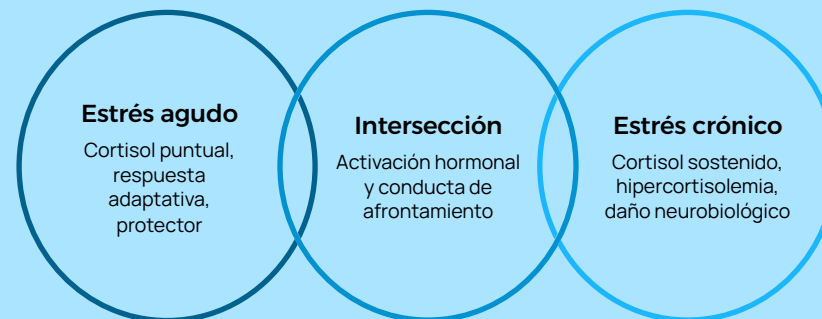 Estrés agudo
Cortisol puntual,
respuesta
adaptativa,
protector
Intersección
Activación hormonal
y conducta de
afrontamiento
Estrés crónico
Cortisol sostenido,
hipercortisolemia,
daño neurobiológico